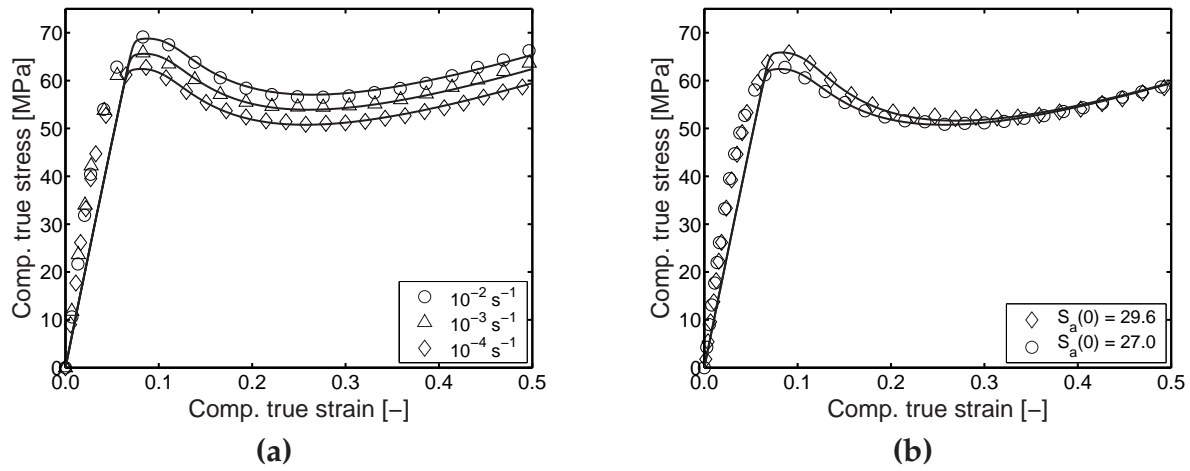 70
60
50
40
30
20
10
0
Comp. true stress [MPa]
10⁻² s⁻¹
10⁻³ s⁻¹
10⁻⁴ s⁻¹
0.0 0.1 0.2 0.3 0.4 0.5
Comp. true strain [−]
(a)
70
60
50
40
30
20
10
0
Comp. true stress [MPa]
Sₐ(0) = 29.6
Sₐ(0) = 27.0
0.0 0.1 0.2 0.3 0.4 0.5
Comp. true strain [−]
(b)